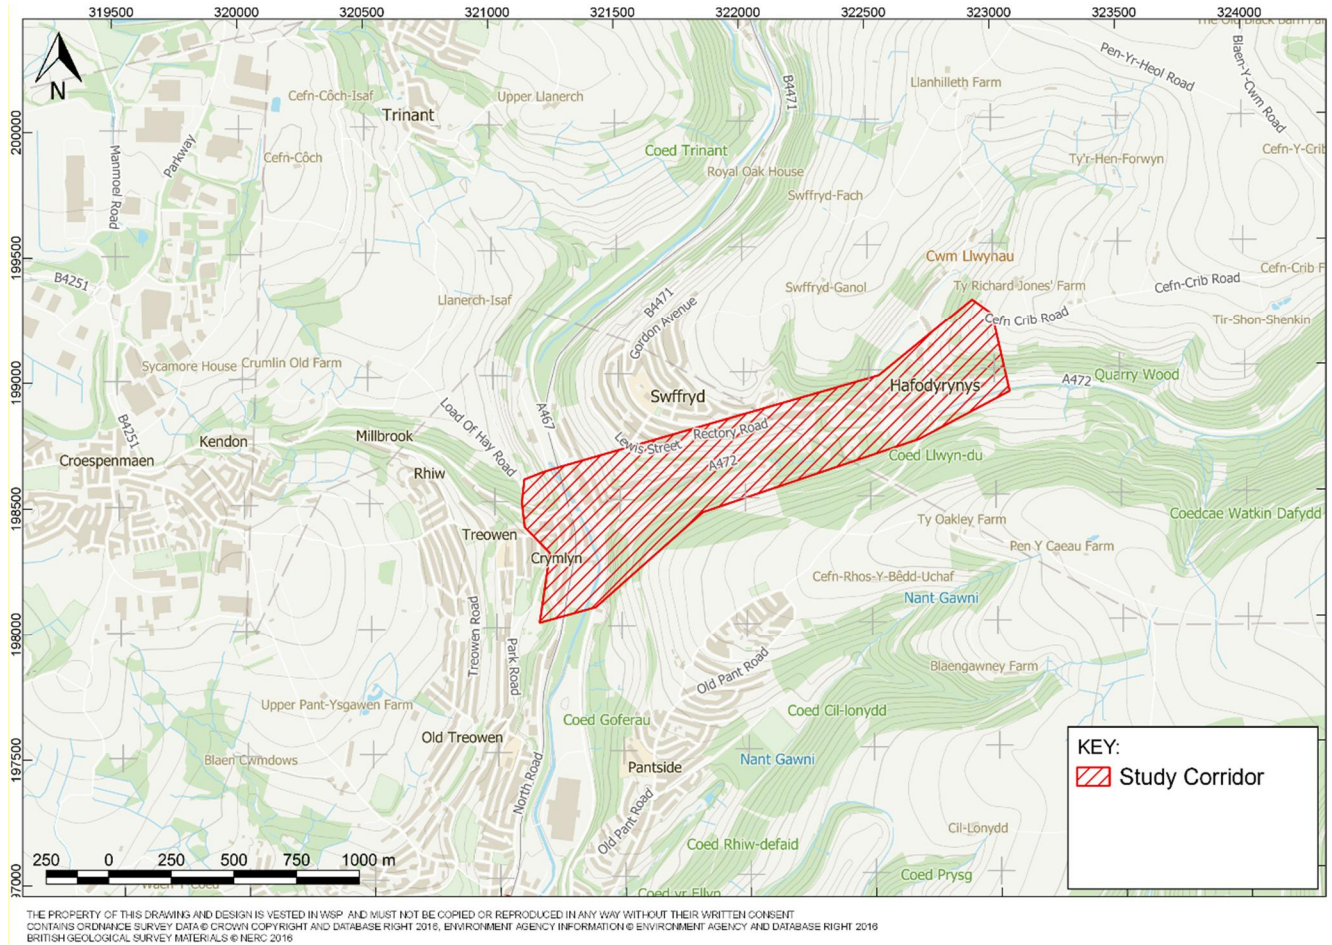 319500 320000 320500 321000 321500 322000 322500 323000 323500 324000
N
200000
199500
199000
198500
198000
197500
Cefn-Côch-Isaf
Upper Llanerch
Trinant
Cefn-Côch
Manmoel Road
Parkway
B4251
Coed Trinant
Royal Oak House
B4471
Swffryd-Fach
Llanhilleth Farm
Pen-Yr-Heol Road
Blaen-Y-Cwm Road
Ty'r-Hen-Forwyn
Cefn-Y-Crib
Cwm Llwynau
Ty Richard-Jones' Farm
Cefn-Crib Road
Tir-Shon-Shenkin
Cefn Crib Road
Llanerch-Isaf
Swffryd-Ganol
B4471
Gordon Avenue
Sycamore House
Crumlin Old Farm
Swffryd
Hafodyrynys
Quarry Wood
A472
Load Of Hay Road
A467
B4251
Kendon
Millbrook
Croespenmaen
Rhiw
Lewis Street
Rectory Road
A472
Coed Llwyn-du
Coedcae Watkin Dafydd
Treowen
Crymlyn
Ty Oakley Farm
Pen Y Caeau Farm
Cefn-Rhos-Y-Bêdd-Uchaf
Nant Gawni
Treowen Road
Park Road
Old Pant Road
Blaengawney Farm
Upper Pant-Ysgawen Farm
Coed Goferau
Coed Cil-lonydd
Old Treowen
Blaen Cwmdows
Pantside
Nant Gawni
North Road
Old Pant Road
Coed Rhiw-defaid
Cil-Lonydd
Coed Prysg
Coed yr Ellyn
KEY:
Study Corridor
250 0 250 500 750 1000 m
THE PROPERTY OF THIS DRAWING AND DESIGN IS VESTED IN WSP AND MUST NOT BE COPIED OR REPRODUCED IN ANY WAY WITHOUT THEIR WRITTEN CONSENT
CONTAINS ORDNANCE SURVEY DATA © CROWN COPYRIGHT AND DATABASE RIGHT 2016, ENVIRONMENT AGENCY INFORMATION © ENVIRONMENT AGENCY AND DATABASE RIGHT 2016
BRITISH GEOLOGICAL SURVEY MATERIALS © NERC 2016